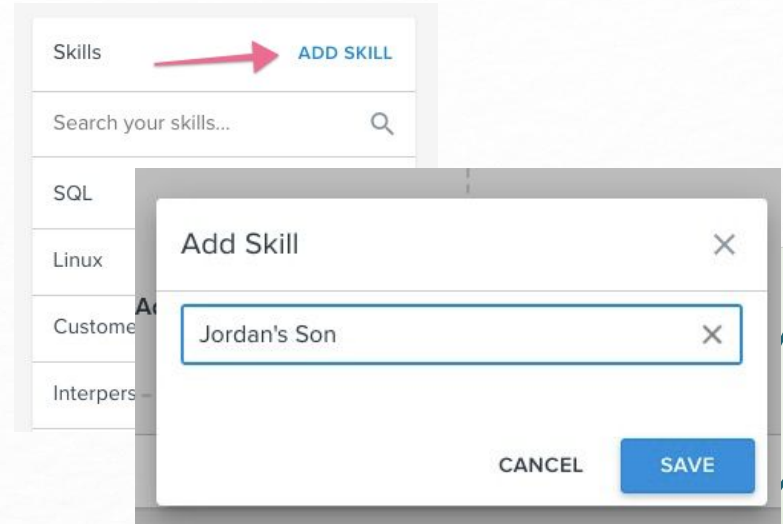 Skills
ADD SKILL
Search your skills...
SQL
Linux
Custome
Interpers
Add Skill
Jordan's Son
CANCEL
SAVE